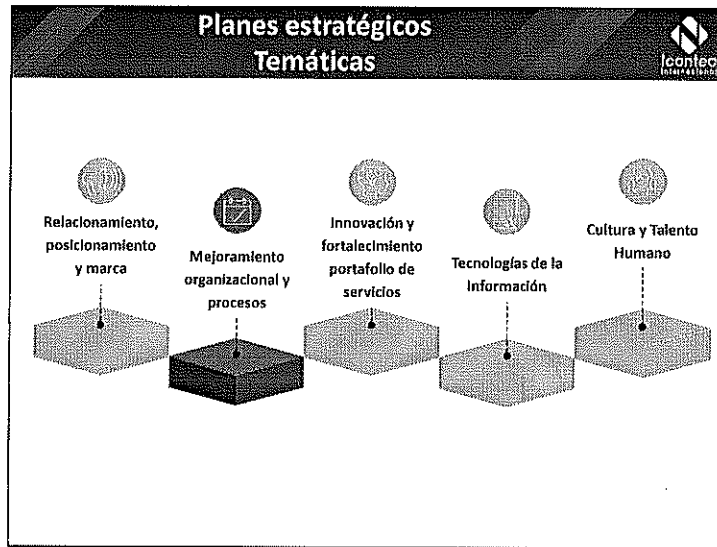 Planes estratégicos
Temáticas
Icontec
Internacional
Relacionamiento,
posicionamiento
y marca
Mejoramiento
organizacional y
procesos
Innovación y
fortalecimiento
portafolio de
servicios
Tecnologías de la
Información
Cultura y Talento
Humano